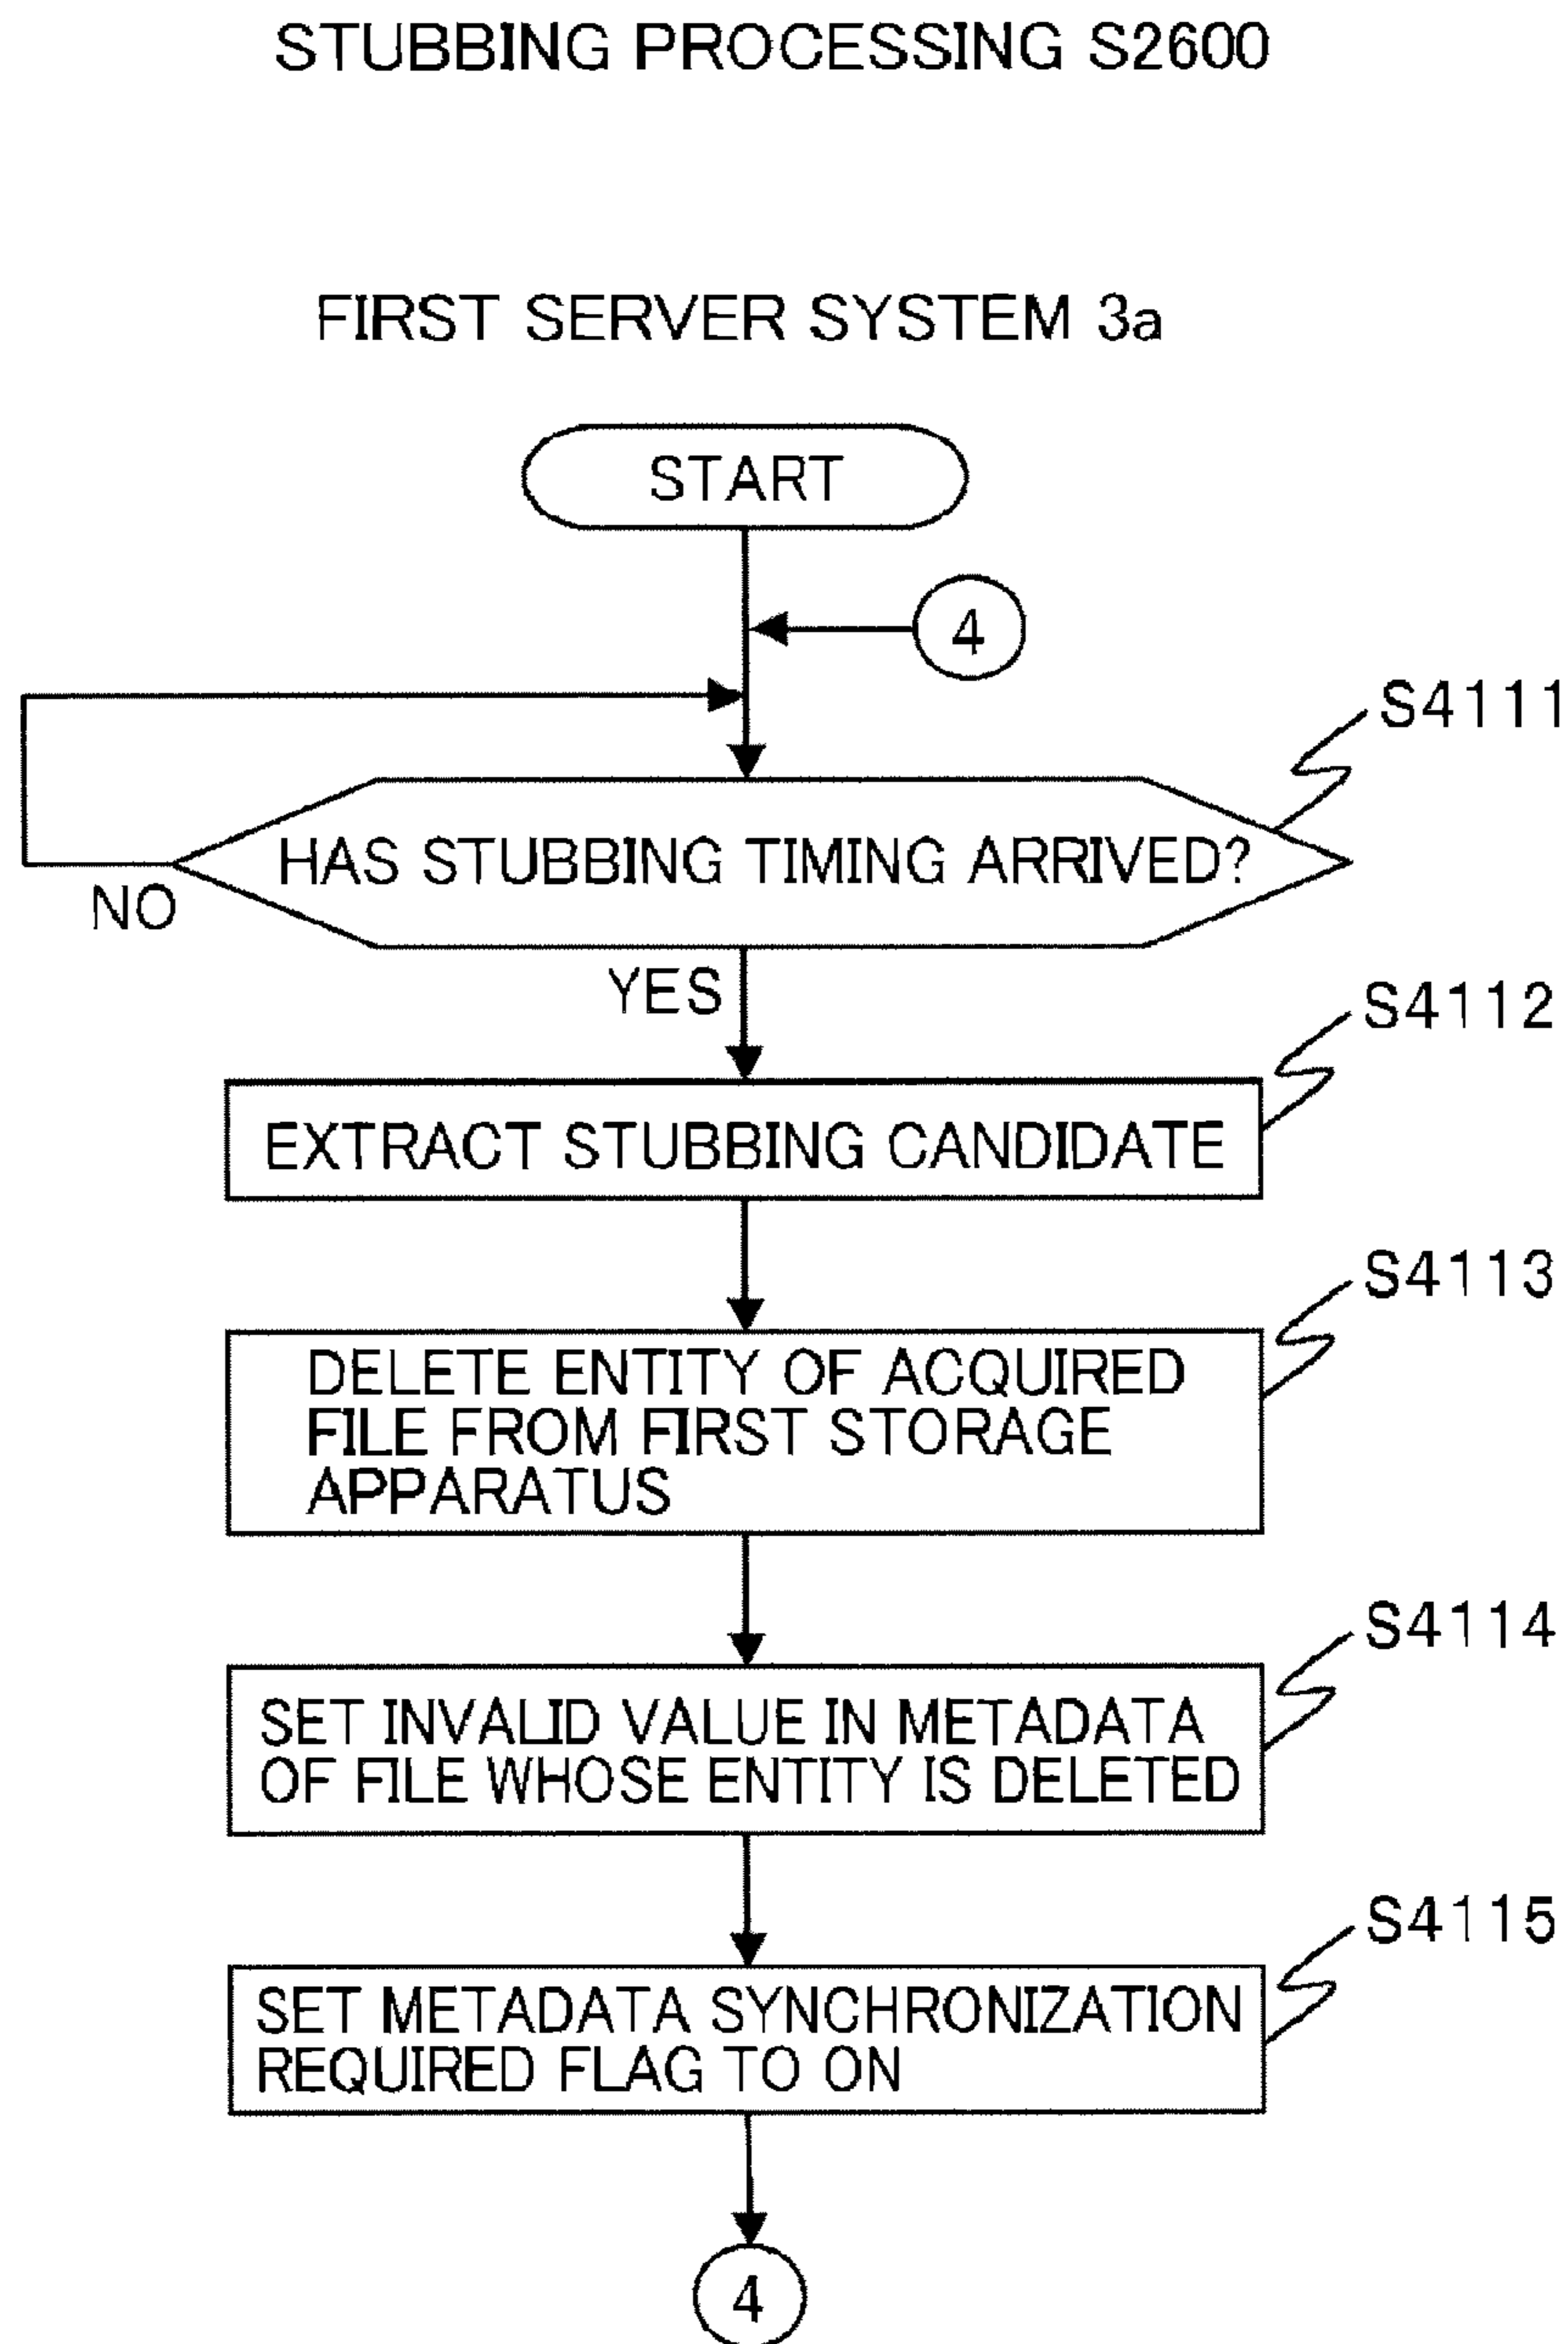 STUBBING PROCESSING S2600
FIRST SERVER SYSTEM 3a
START
4
S4111
HAS STUBBING TIMING ARRIVED?
NO
YES
S4112
EXTRACT STUBBING CANDIDATE
S4113
DELETE ENTITY OF ACQUIRED
FILE FROM FIRST STORAGE
APPARATUS
S4114
SET INVALID VALUE IN METADATA
OF FILE WHOSE ENTITY IS DELETED
S4115
SET METADATA SYNCHRONIZATION
REQUIRED FLAG TO ON
4